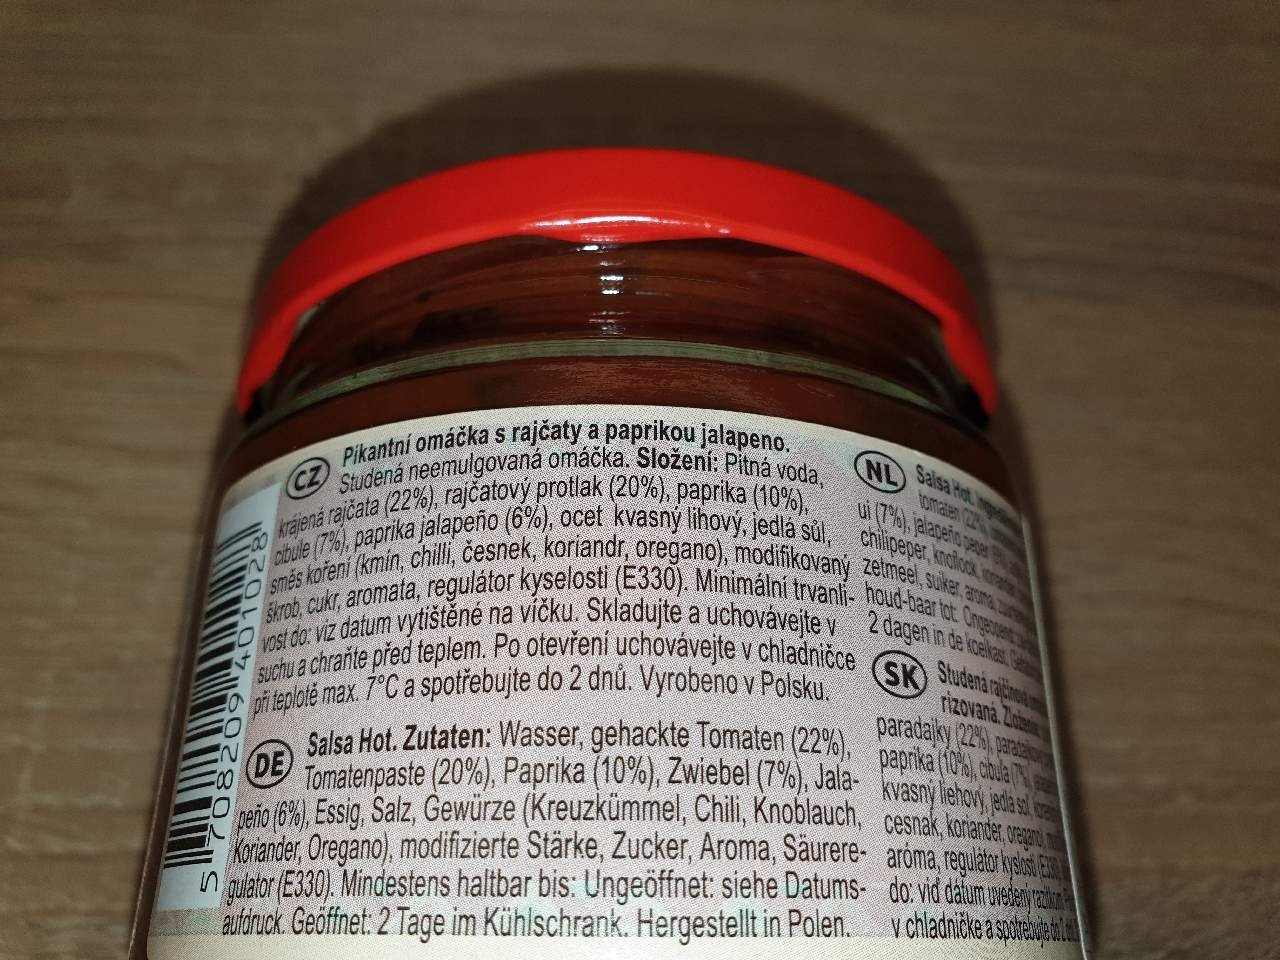 CZ Pikantní omáčka s rajčaty a paprikou jalapeno.
Studená neemulgovaná omáčka. Složení: Pitná voda,
krájená rajčata (22%), rajčatový protlak (20%), paprika (10%),
cibule (7%), paprika jalapeño (6%), ocet kvasný lihový, jedlá sůl,
směs koření (kmín, chilli, česnek, koriandr, oregano), modifikovaný
škrob, cukr, aromata, regulátor kyselosti (E330). Minimální trvanli-
vost do: viz datum vytištěné na víčku. Skladujte a uchovávejte v
suchu a chraňte před teplem. Po otevření uchovávejte v chladničce
při teplotě max. 7°C a spotřebujte do 2 dnů. Vyrobeno v Polsku.
DE Salsa Hot. Zutaten: Wasser, gehackte Tomaten (22%),
Tomatenpaste (20%), Paprika (10%), Zwiebel (7%), Jala-
peño (6%), Essig, Salz, Gewürze (Kreuzkümmel, Chili, Knoblauch,
Koriander, Oregano), modifizierte Stärke, Zucker, Aroma, Säurere-
gulator (E330). Mindestens haltbar bis: Ungeöffnet: siehe Datums-
aufdruck. Geöffnet: 2 Tage im Kühlschrank. Hergestellt in Polen.
NL Salsa Hot.
tomaten (22%)
ui (7%), jalapeño peper
chilipeper, knoflook,
zetmeel, suiker, aroma,
houd-baar tot: Ongeopend:
2 dagen in de koelkast.
SK Studená rajčinová
rizovaná. Zloženie:
paradajky (22%),
paprika (10%), cibuľa (7%),
kvasný liehový, jedlá soľ,
cesnak, koriander, oregano),
aróma, regulátor kyslosti (E330)
do: viď dátum uvedený
v chladničke a spotrebujte do 2
5 708209 401028